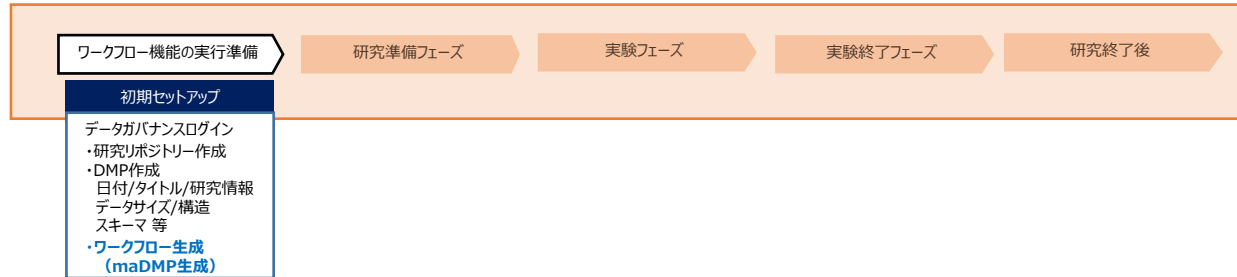 ワークフロー機能の実行準備
研究準備フェーズ
実験フェーズ
実験終了フェーズ
研究終了後
初期セットアップ
データガバナンスログイン
・研究リポジトリー作成
・DMP作成
日付/タイトル/研究情報
データサイズ/構造
スキーマ 等
・ワークフロー生成
（maDMP生成）